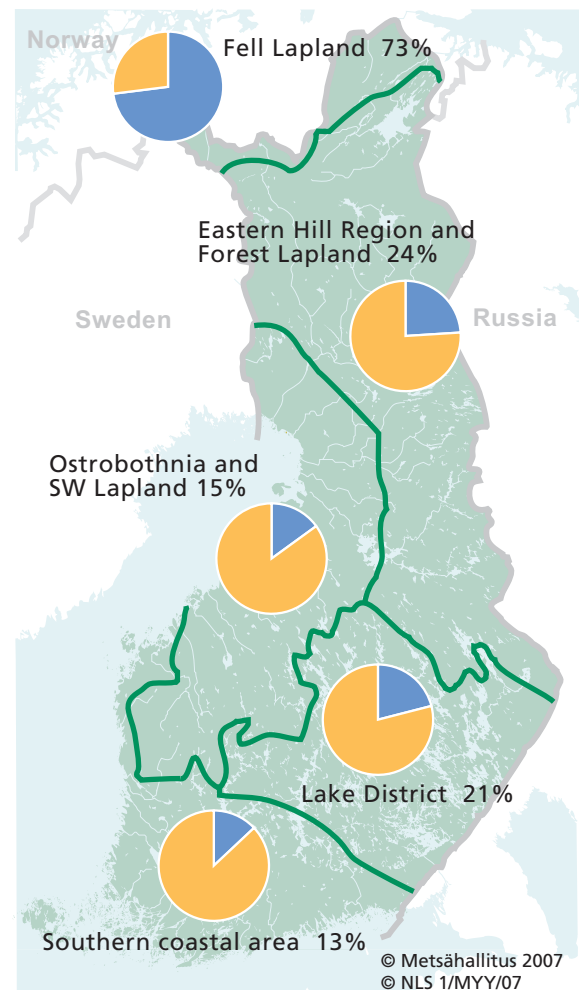 Norway
Fell Lapland 73%
Eastern Hill Region and
Forest Lapland 24%
Sweden
Russia
Ostrobothnia and
SW Lapland 15%
Lake District 21%
Southern coastal area 13%
© Metsähallitus 2007
© NLS 1/MYY/07